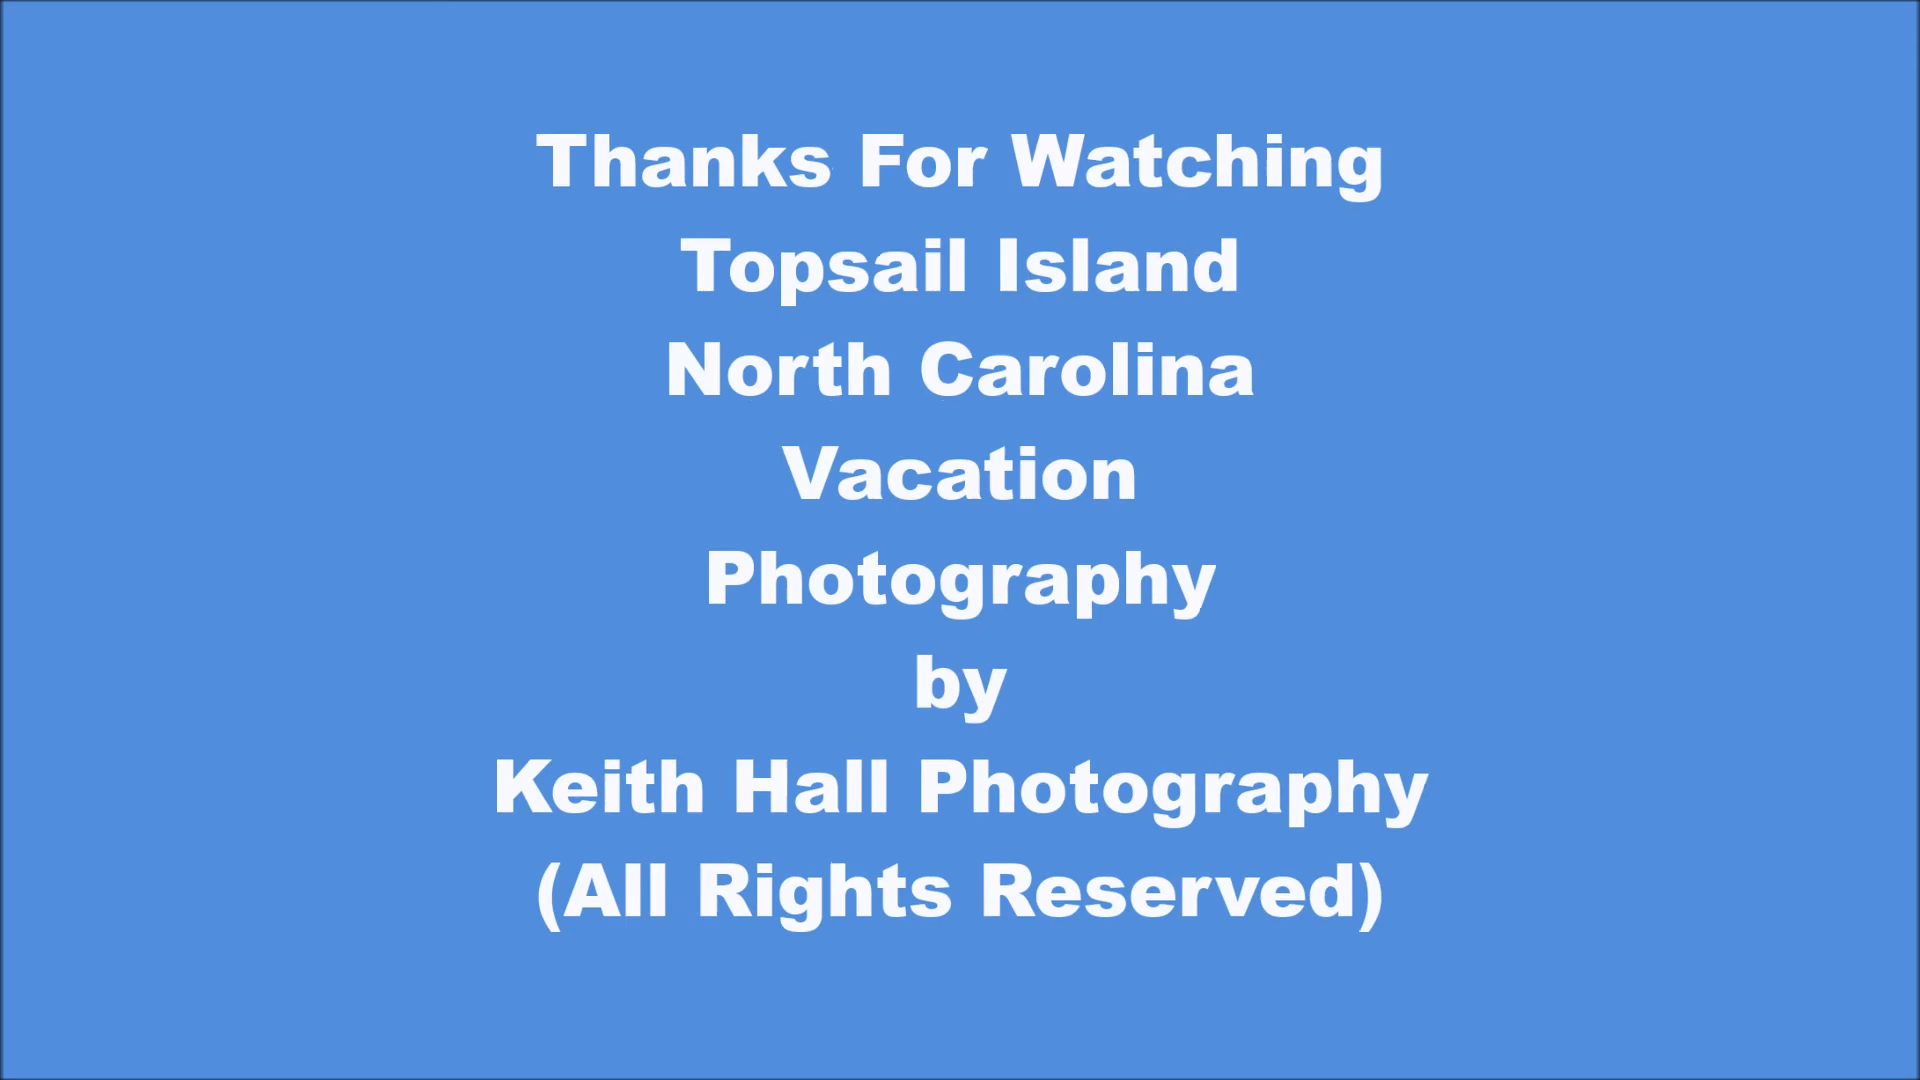 Thanks For Watching
Topsail Island
North Carolina
Vacation
Photography
by
Keith Hall Photography
(All Rights Reserved)